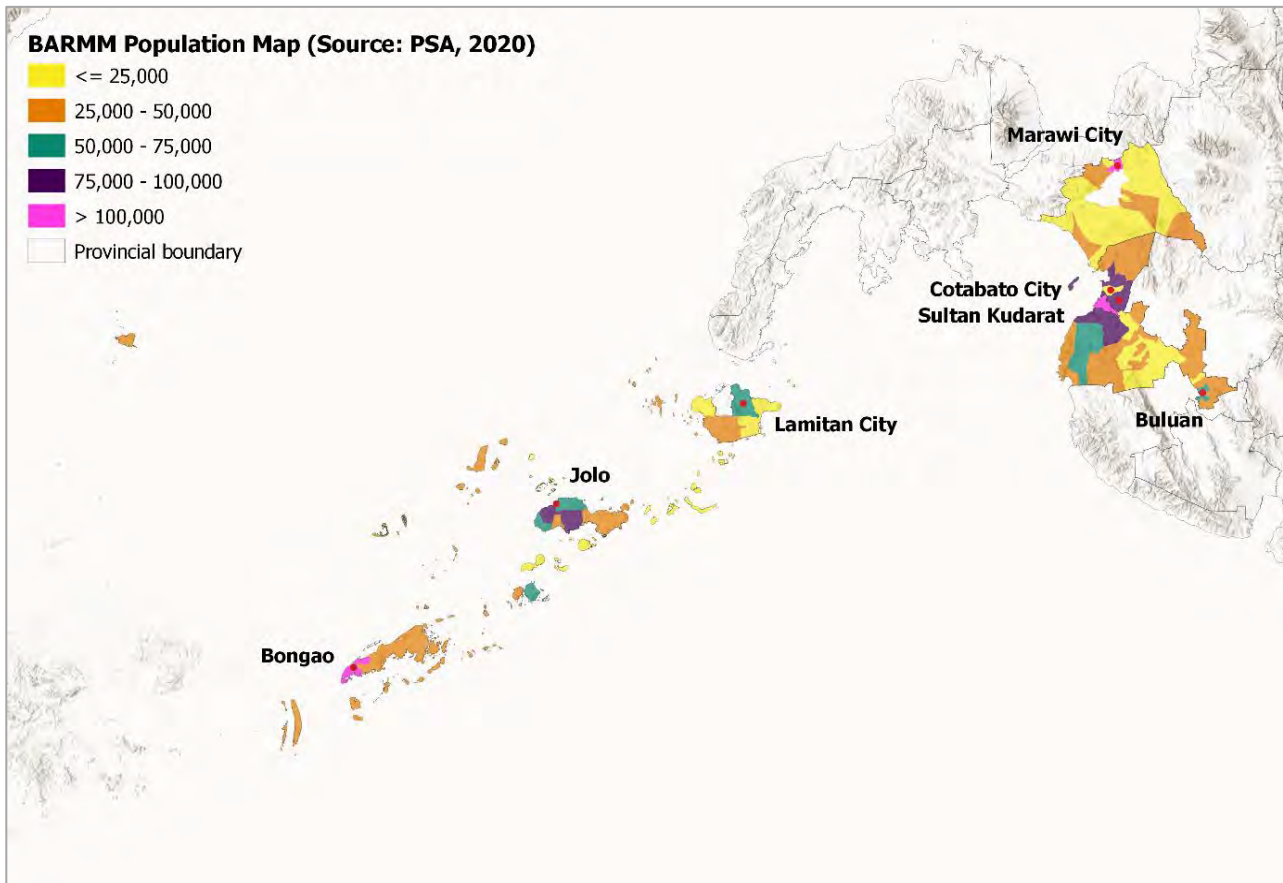 BARMM Population Map (Source: PSA, 2020)
<= 25,000
25,000 - 50,000
50,000 - 75,000
75,000 - 100,000
> 100,000
Provincial boundary
Marawi City
Cotabato City
Sultan Kudarat
Buluan
Lamitan City
Jolo
Bongao